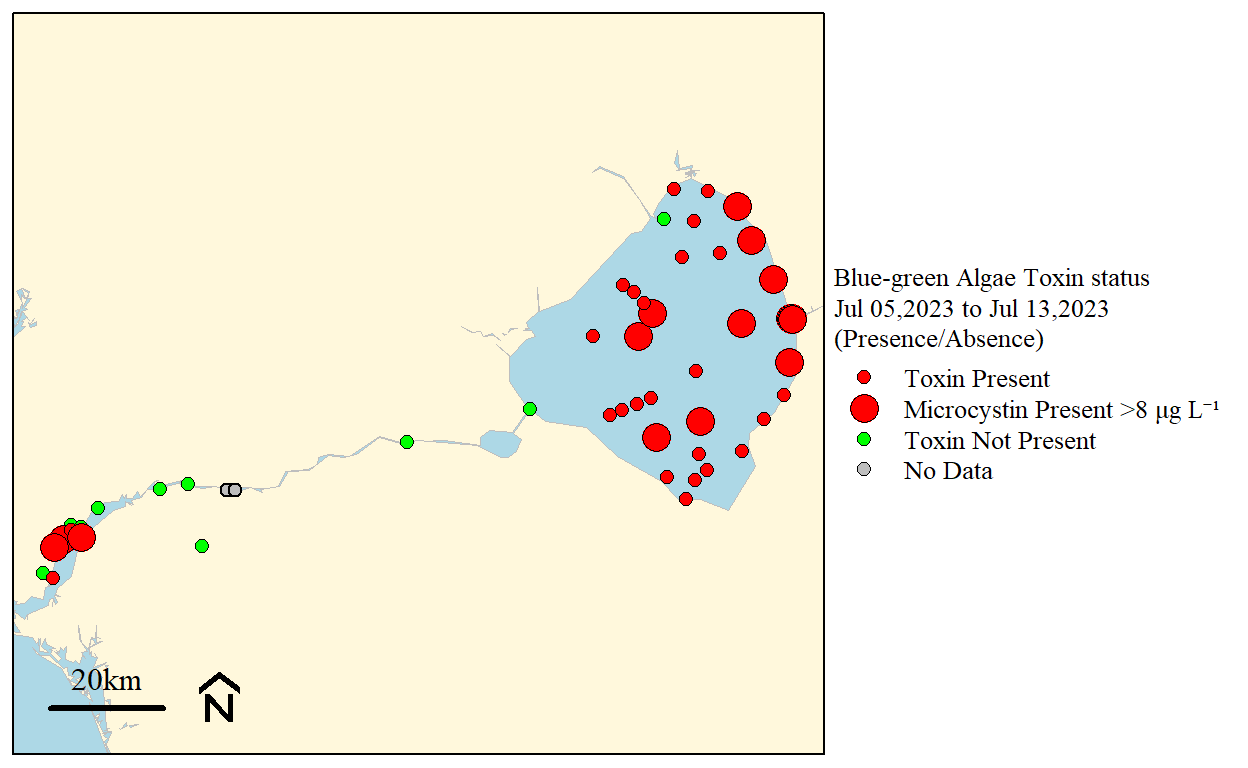 Blue-green Algae Toxin status
Jul 05,2023 to Jul 13,2023
(Presence/Absence)
Toxin Present
Microcystin Present >8 μg L⁻¹
Toxin Not Present
No Data
20km
N